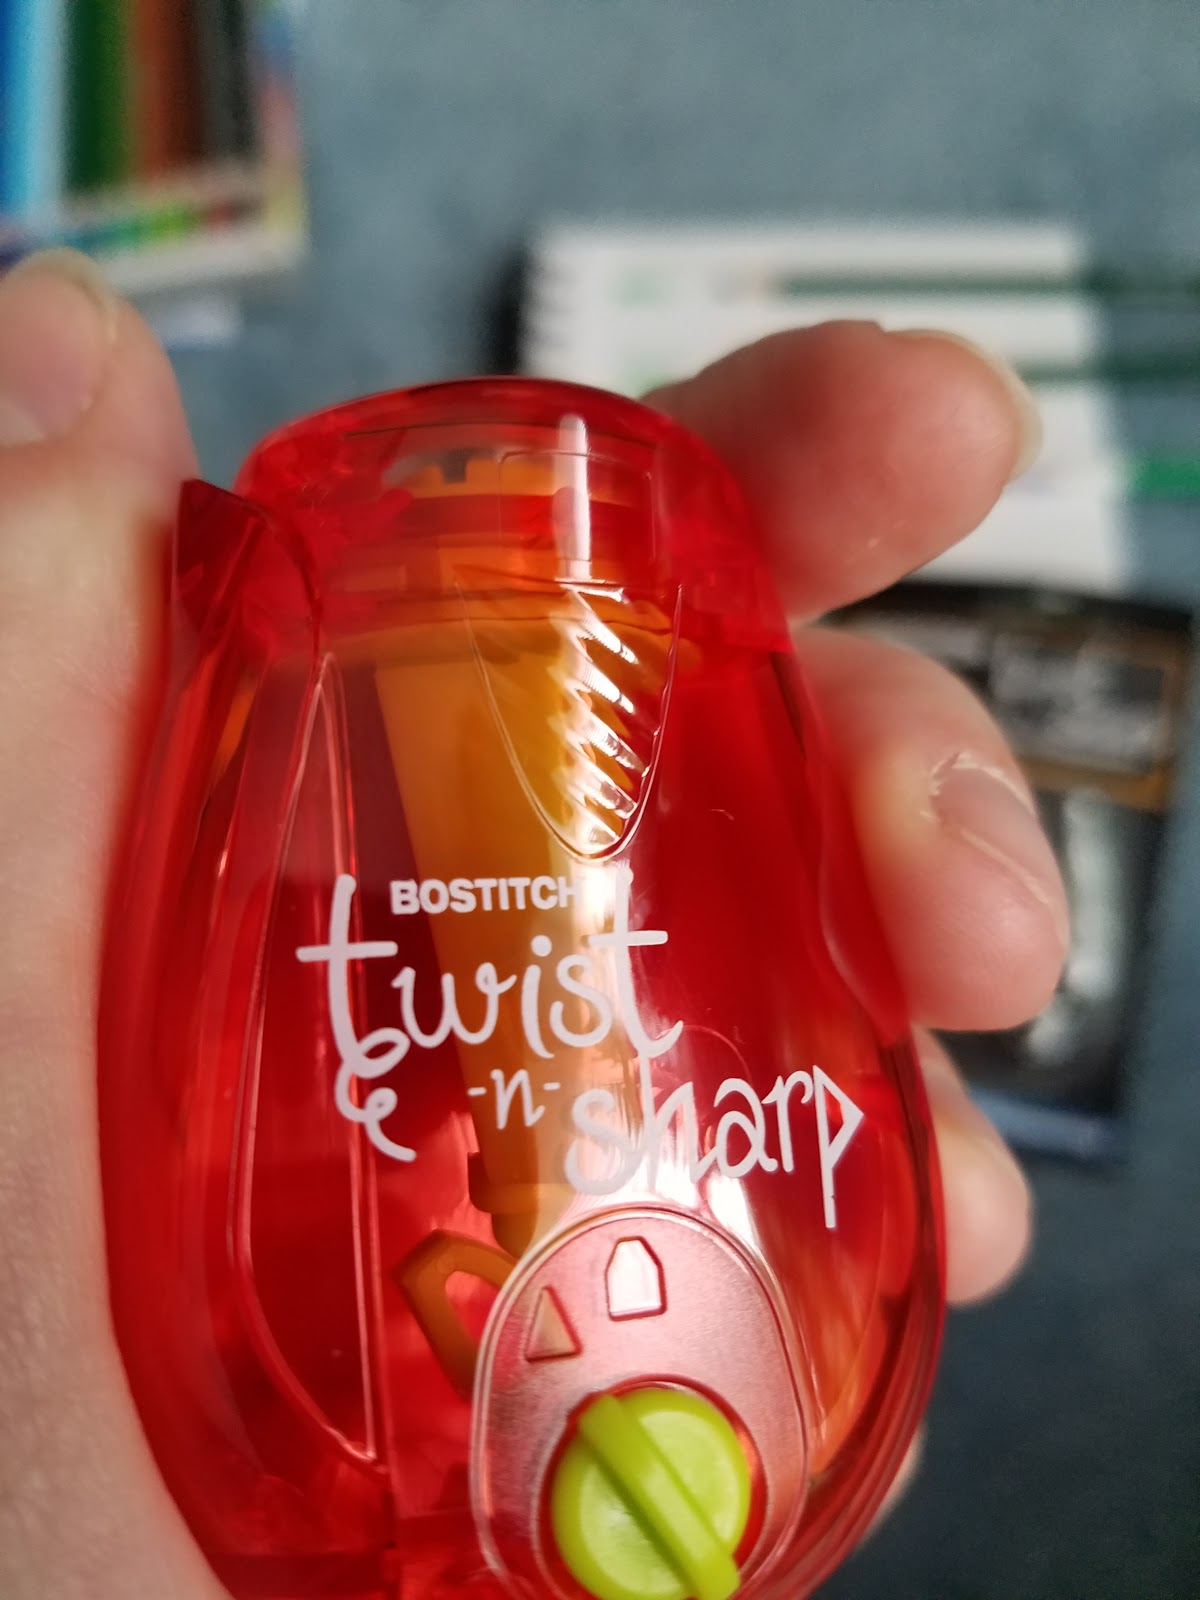 BOSTITCH
twist
-n-
sharp